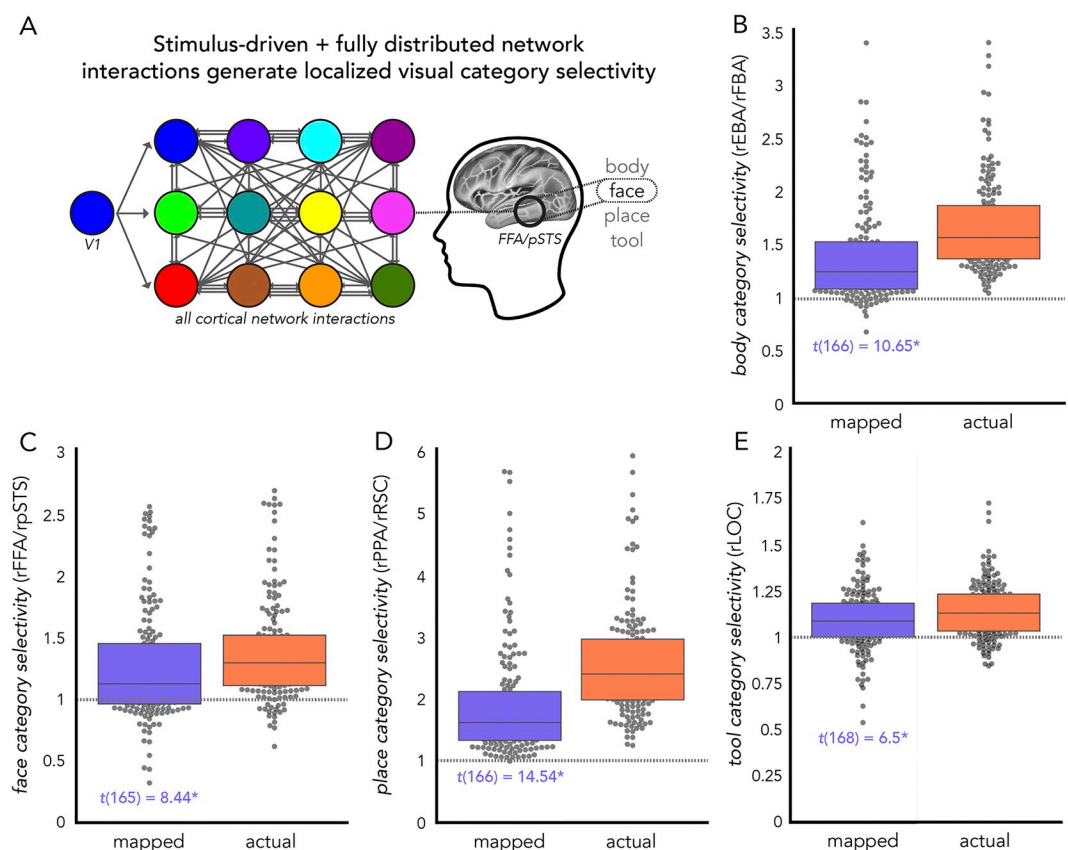 A
Stimulus-driven + fully distributed network
interactions generate localized visual category selectivity
V1
all cortical network interactions
FFA/pSTS
body
face
place
tool
B
body category selectivity (rEBA/rFBA)
3.5
3
2.5
2
1.5
1
0.5
0
t(166) = 10.65*
mapped
actual
C
face category selectivity (rFFA/rpSTS)
3
2.5
2
1.5
1
0.5
0
t(165) = 8.44*
mapped
actual
D
place category selectivity (rPPA/rRSC)
6
5
4
3
2
1
0
t(166) = 14.54*
mapped
actual
E
tool category selectivity (rLOC)
2
1.75
1.5
1.25
1
0.75
0.5
0.25
0
t(168) = 6.5*
mapped
actual